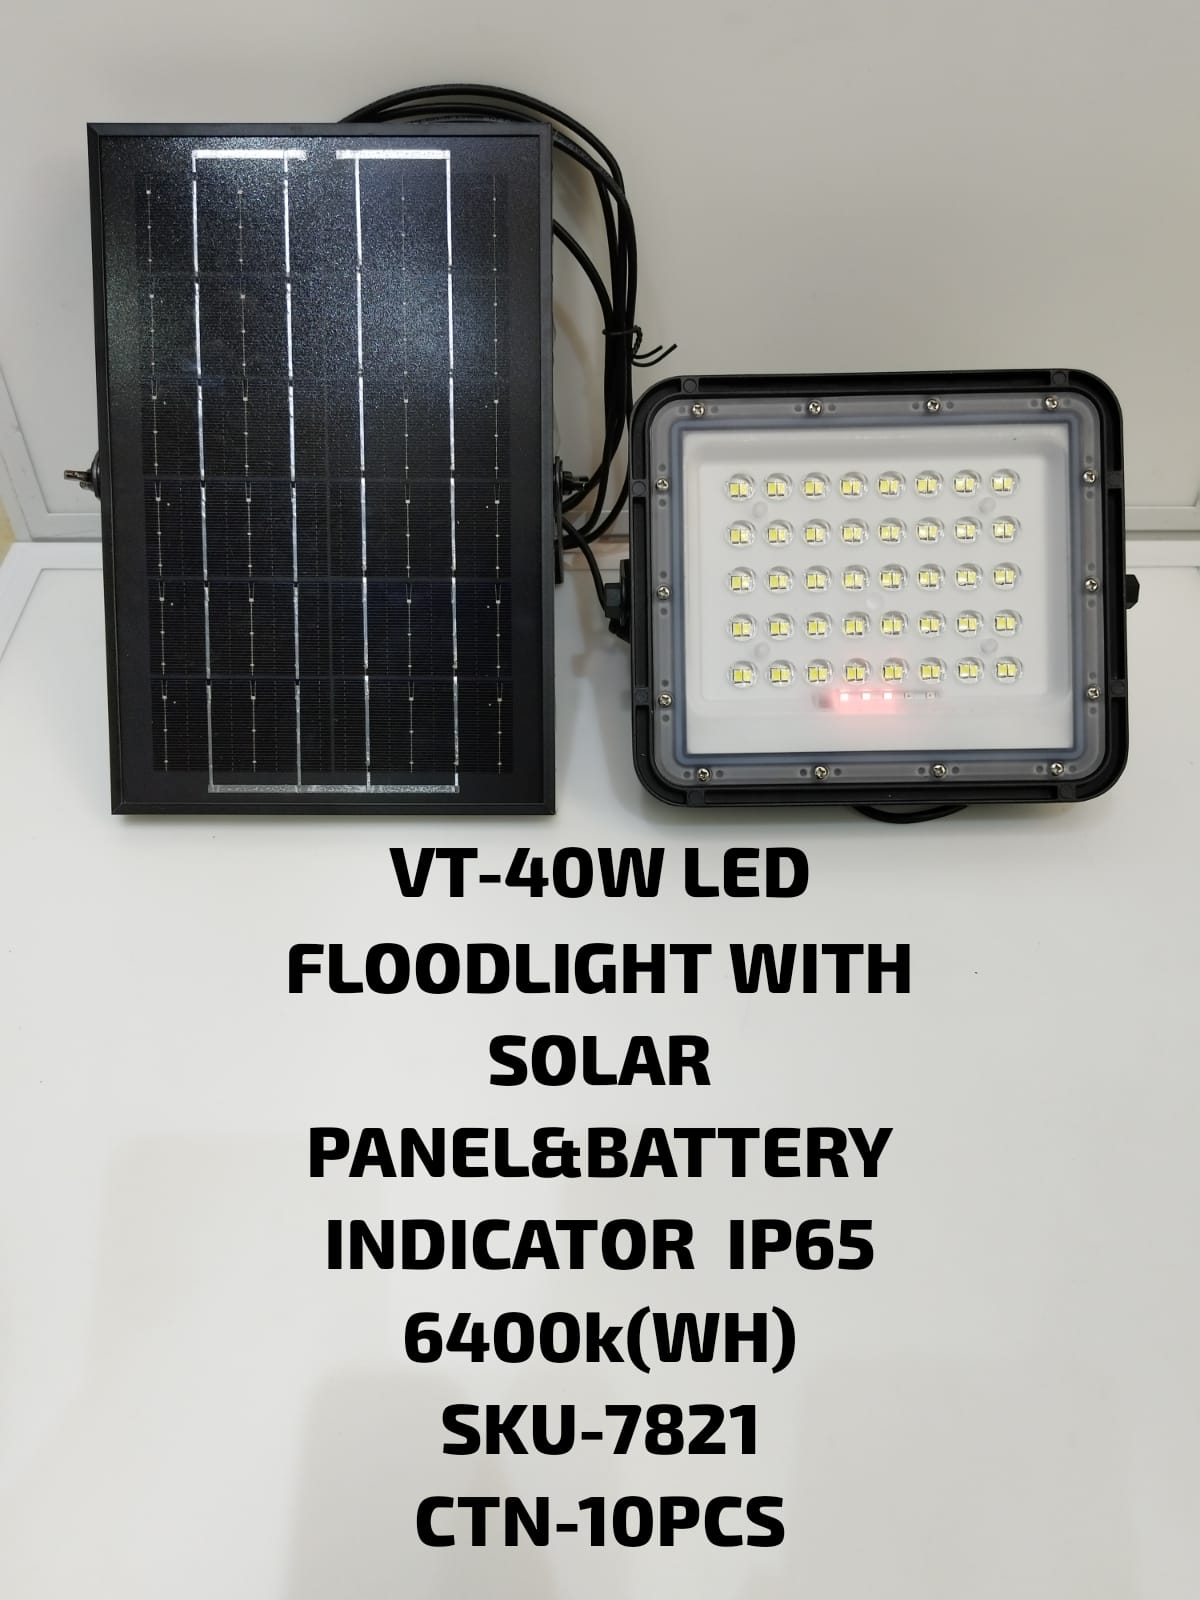 VT-40W LED
FLOODLIGHT WITH
SOLAR
PANEL&BATTERY
INDICATOR  IP65
6400k(WH)
SKU-7821
CTN-10PCS